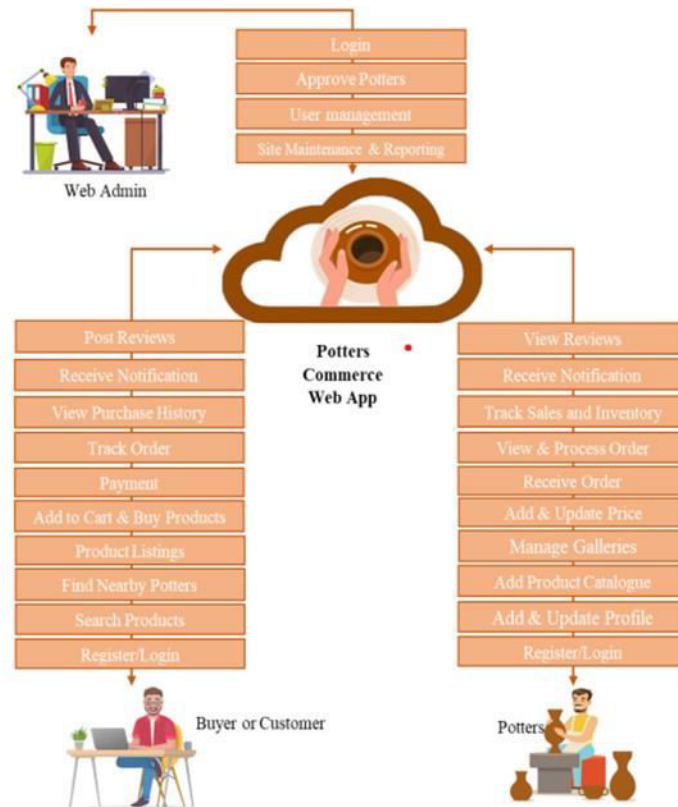 Login
Approve Potters
User management
Site Maintenance & Reporting
Web Admin
Potters
Commerce
Web App
Post Reviews
Receive Notification
View Purchase History
Track Order
Payment
Add to Cart & Buy Products
Product Listings
Find Nearby Potters
Search Products
Register/Login
Buyer or Customer
View Reviews
Receive Notification
Track Sales and Inventory
View & Process Order
Receive Order
Add & Update Price
Manage Galleries
Add Product Catalogue
Add & Update Profile
Register/Login
Potters